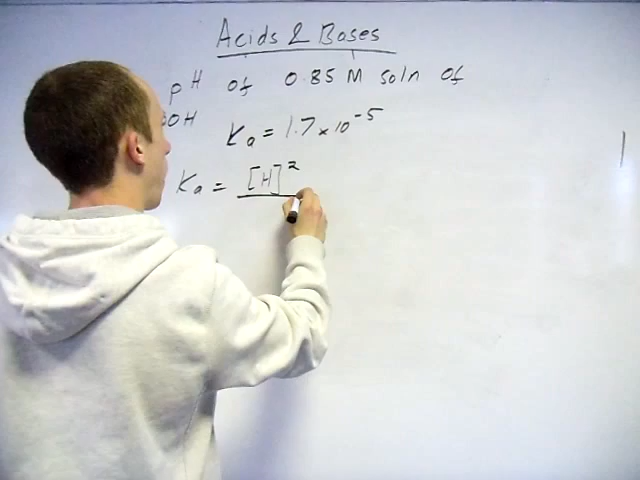 Acids & Bases
pH of 0.85 M soln of
OH Ka = 1.7 x 10⁻⁵
Ka = [H]²